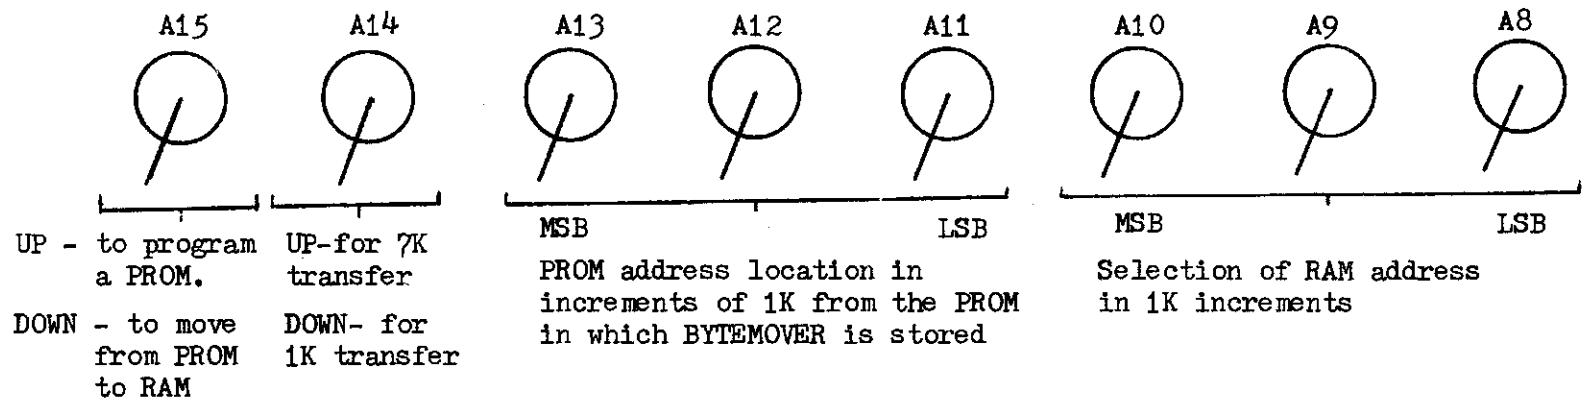 A15 A14 A13 A12 A11 A10 A9 A8
MSB LSB MSB LSB
UP - to program
a PROM.
DOWN - to move
from PROM
to RAM
UP-for 7K
transfer
DOWN- for
1K transfer
PROM address location in
increments of 1K from the PROM
in which BYTEMOVER is stored
Selection of RAM address
in 1K increments